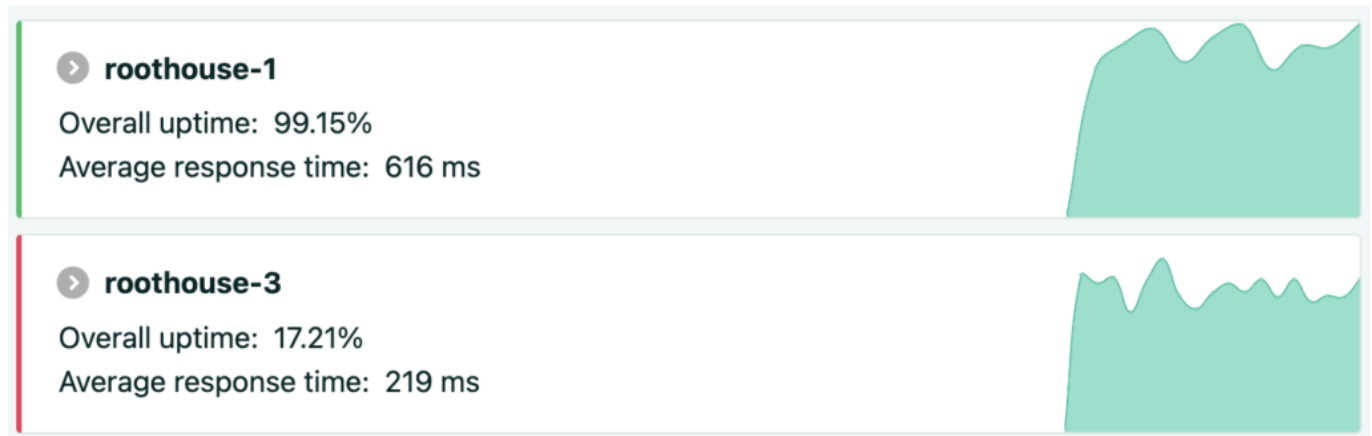 roothouse-1
Overall uptime: 99.15%
Average response time: 616 ms
roothouse-3
Overall uptime: 17.21%
Average response time: 219 ms